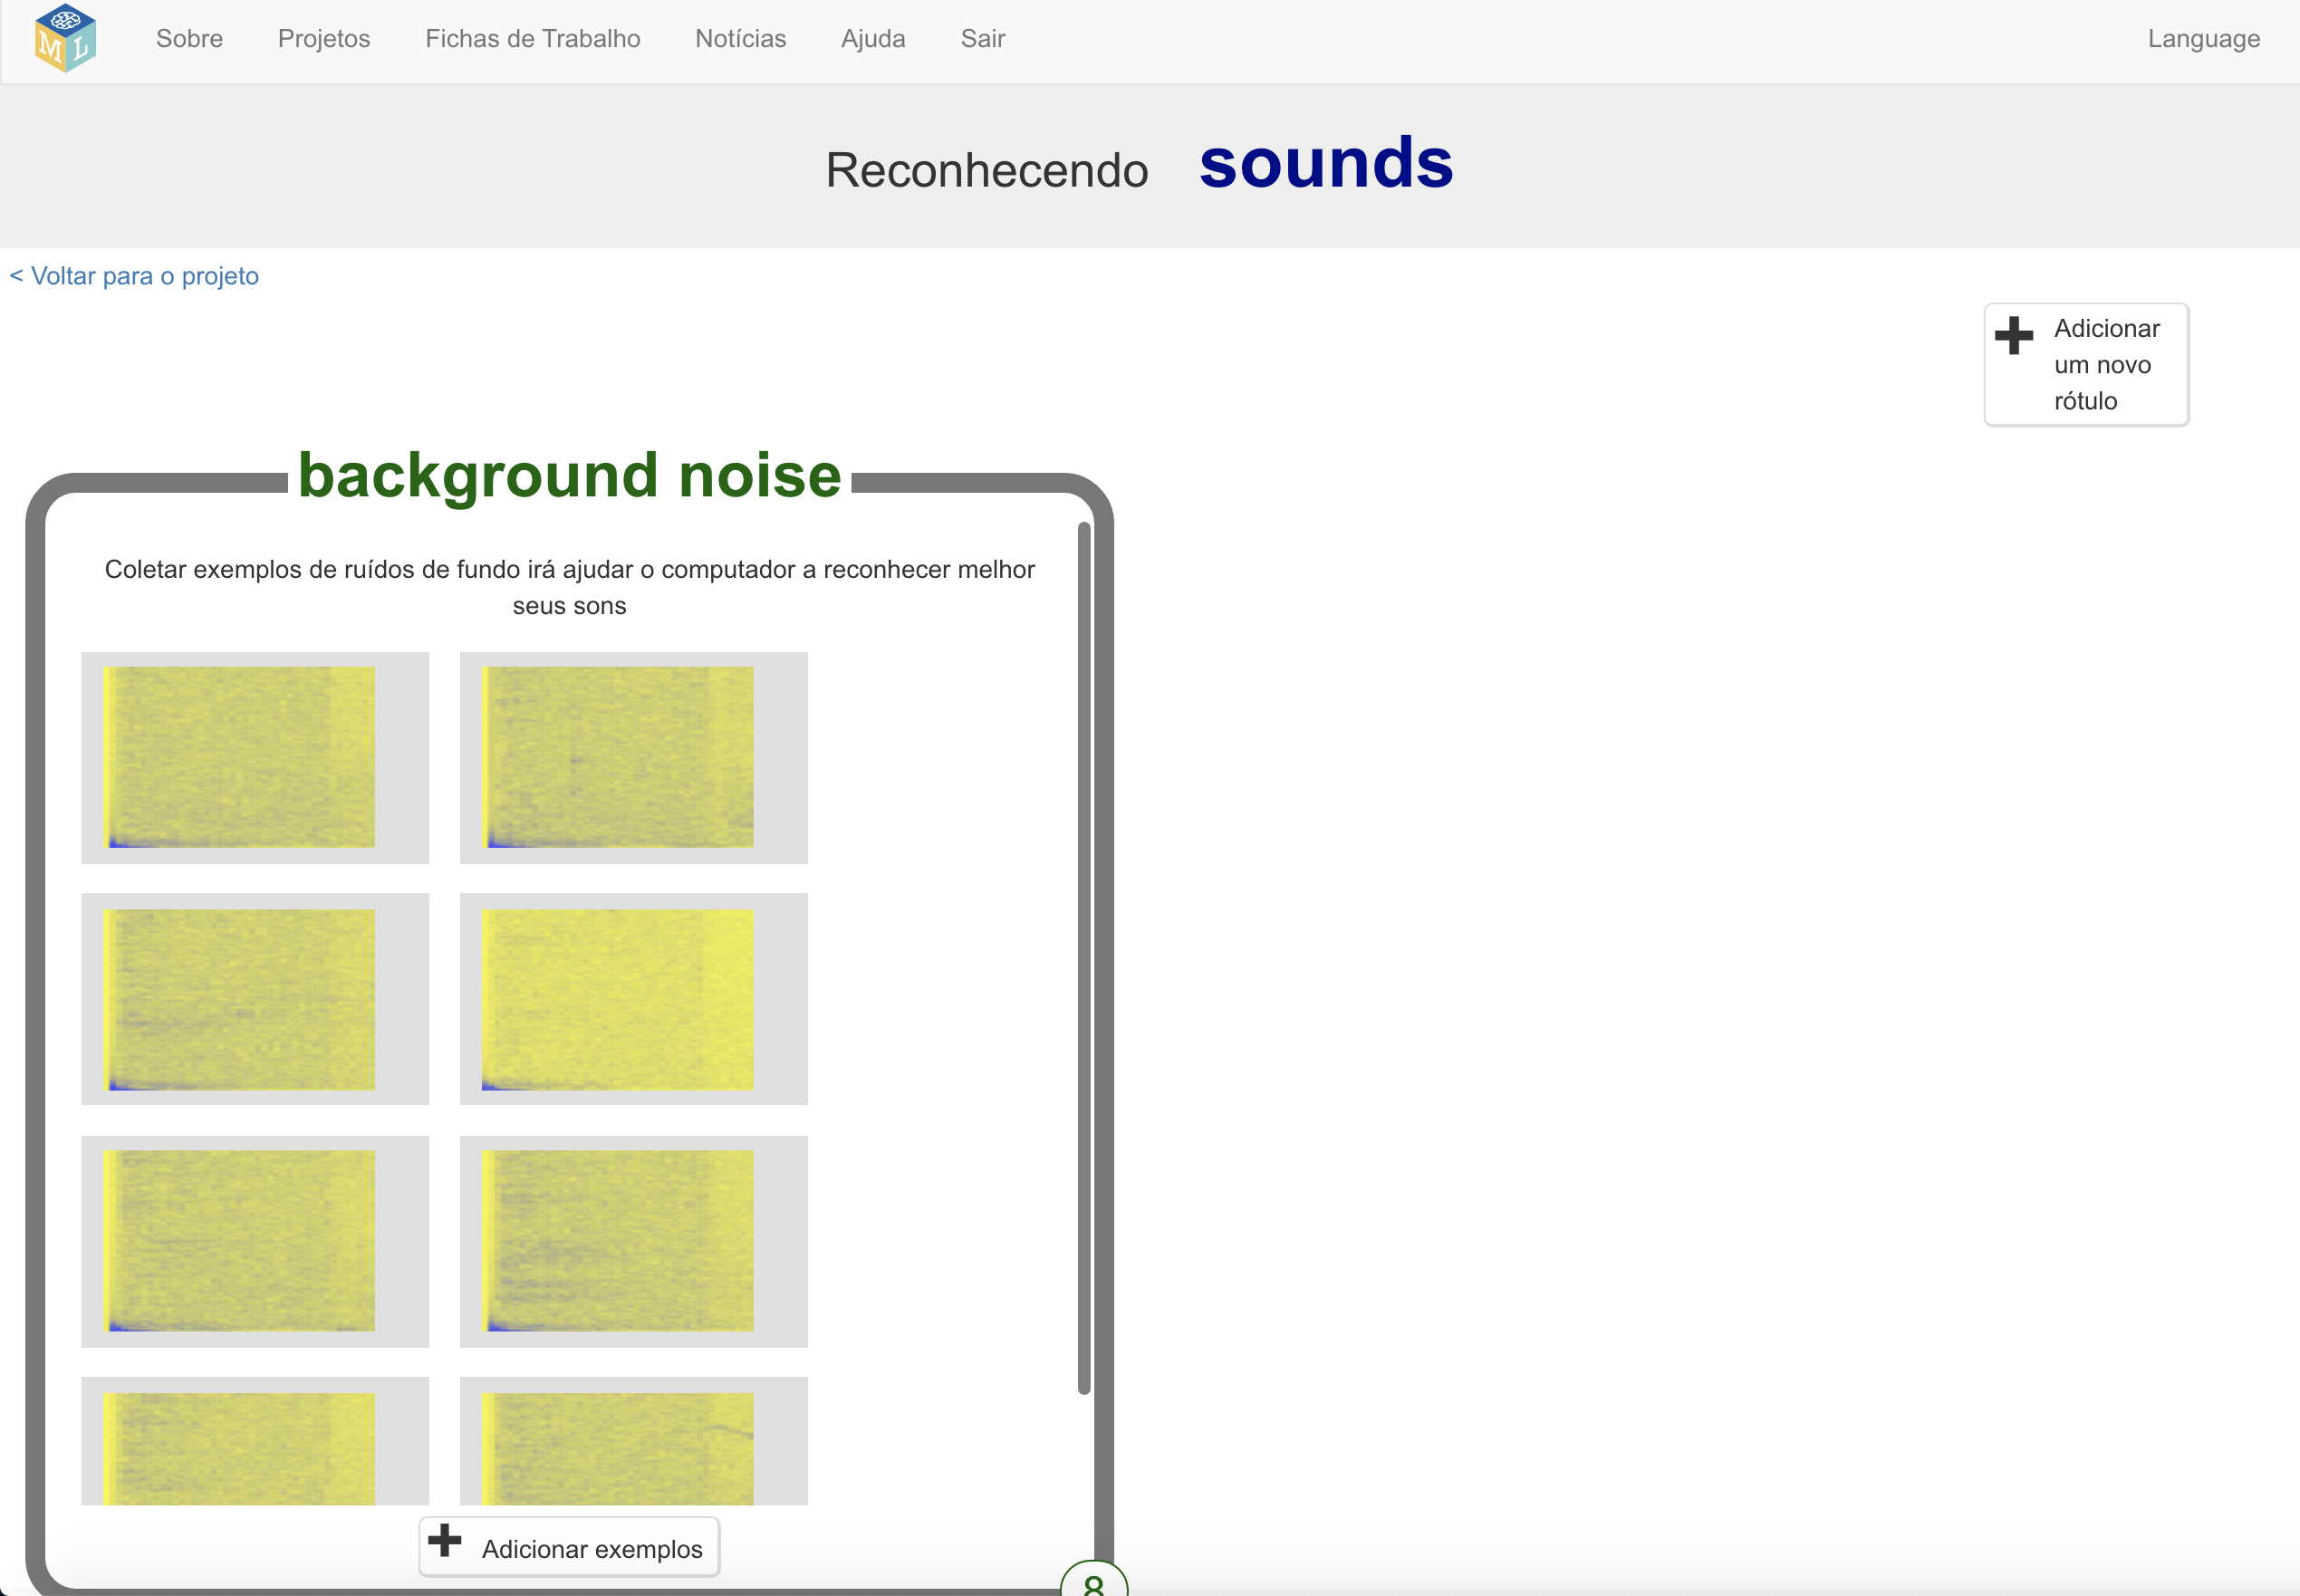 ML
Sobre Projetos Fichas de Trabalho Notícias Ajuda Sair Language
Reconhecendo sounds
< Voltar para o projeto
Adicionar
um novo
rótulo
background noise
Coletar exemplos de ruídos de fundo irá ajudar o computador a reconhecer melhor
seus sons
Adicionar exemplos
8